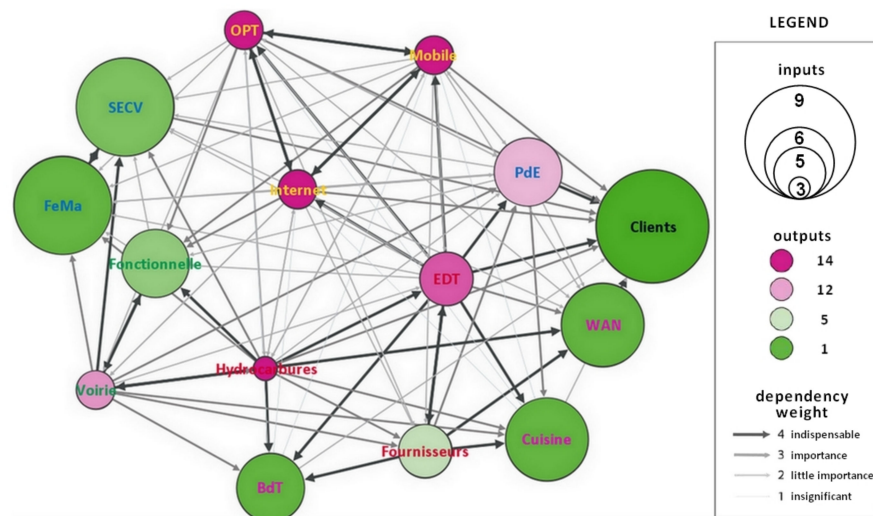 OPT
Mobile
SECV
Internet
PdE
FeMa
Clients
Fonctionnelle
EDT
WAN
Hydrocarbures
Voirie
Cuisine
Fournisseurs
BdT
LEGEND
inputs
9
6
5
3
outputs
14
12
5
1
dependency
weight
4 indispensable
3 importance
2 little importance
1 insignificant